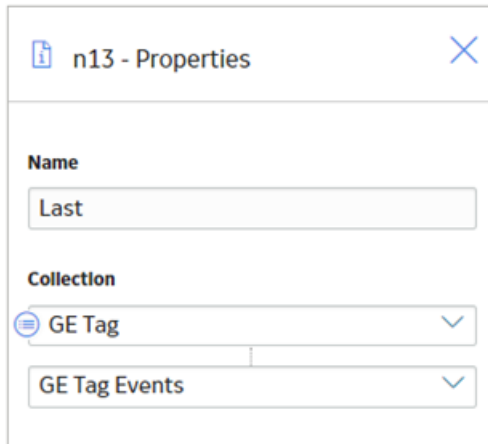 n13 - Properties
Name
Last
Collection
GE Tag
GE Tag Events